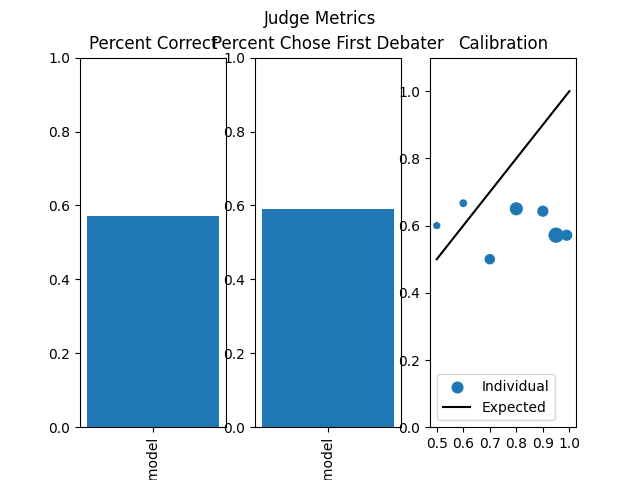 Judge Metrics
Percent Correct
Percent Chose First Debater
Calibration
1.0
0.8
0.6
0.4
0.2
0.0
model
1.0
0.8
0.6
0.4
0.2
0.0
model
1.0
0.8
0.6
0.4
0.2
0.0
Individual
Expected
0.5 0.6 0.7 0.8 0.9 1.0